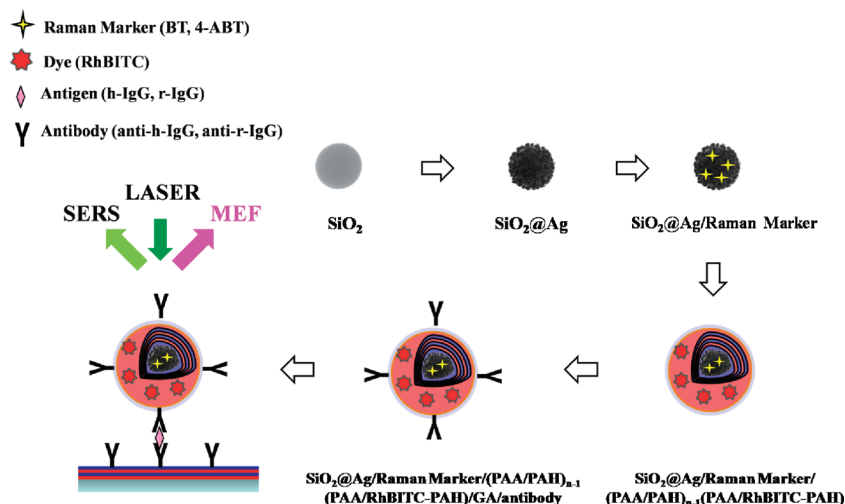 Raman Marker (BT, 4-ABT)
Dye (RhBITC)
Antigen (h-IgG, r-IgG)
Antibody (anti-h-IgG, anti-r-IgG)
LASER
SERS
MEF
SiO₂
SiO₂@Ag
SiO₂@Ag/Raman Marker
SiO₂@Ag/Raman Marker/(PAA/PAH)ₙ₋₁
(PAA/RhBITC-PAH)/GA/antibody
SiO₂@Ag/Raman Marker/
(PAA/PAH)ₙ₋₁(PAA/RhBITC-PAH)